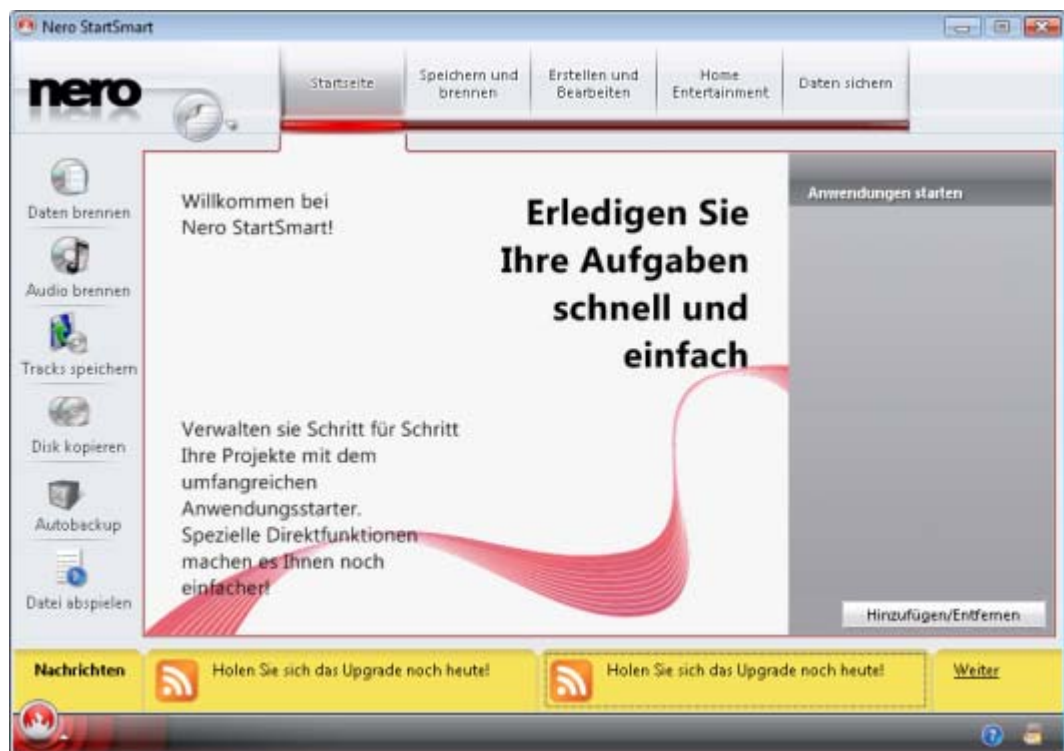 Nero StartSmart
nero
Startseite
Speichern und
brennen
Erstellen und
Bearbeiten
Home
Entertainment
Daten sichern
Daten brennen
Audio brennen
Tracks speichern
Disk kopieren
Autobackup
Datei abspielen
Willkommen bei
Nero StartSmart!
Erledigen Sie
Ihre Aufgaben
schnell und
einfach
Verwalten sie Schritt für Schritt
Ihre Projekte mit dem
umfangreichen
Anwendungsstarter.
Spezielle Direktfunktionen
machen es Ihnen noch
einfacher!
Anwendungen starten
Hinzufügen/Entfernen
Nachrichten
Holen Sie sich das Upgrade noch heute!
Holen Sie sich das Upgrade noch heute!
Weiter